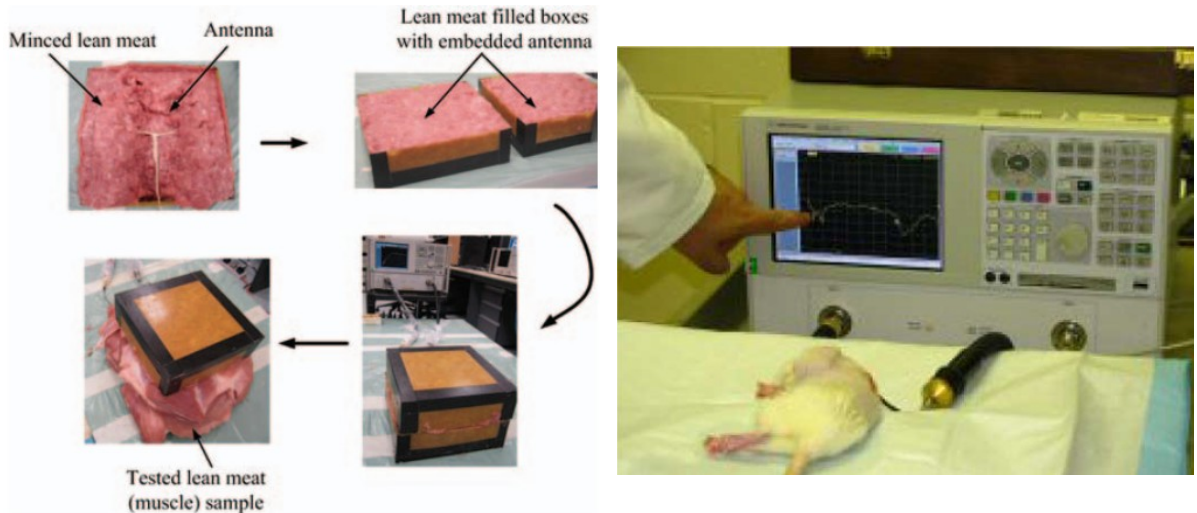 Minced lean meat
Antenna
Lean meat filled boxes
with embedded antenna
Tested lean meat
(muscle) sample